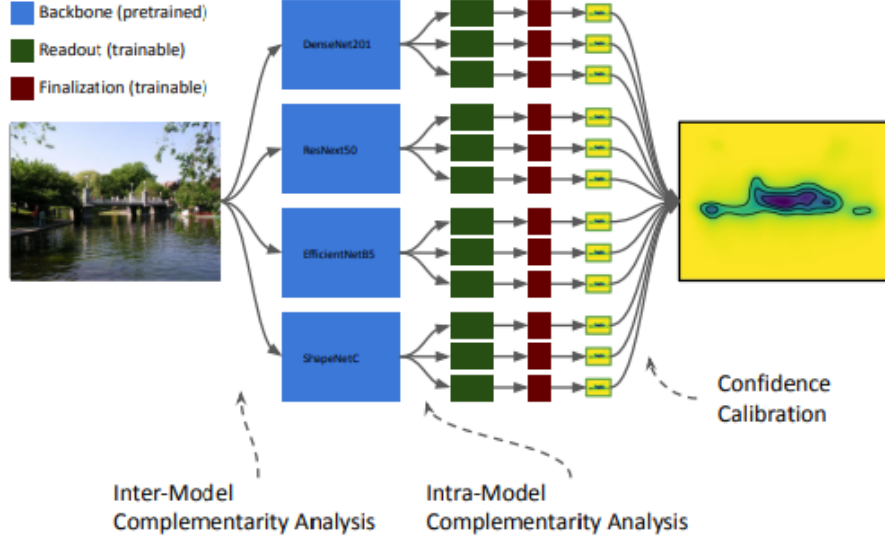 Backbone (pretrained)
Readout (trainable)
Finalization (trainable)
DenseNet201
ResNext50
EfficientNetB5
ShapeNetC
Confidence
Calibration
Inter-Model
Complementarity Analysis
Intra-Model
Complementarity Analysis